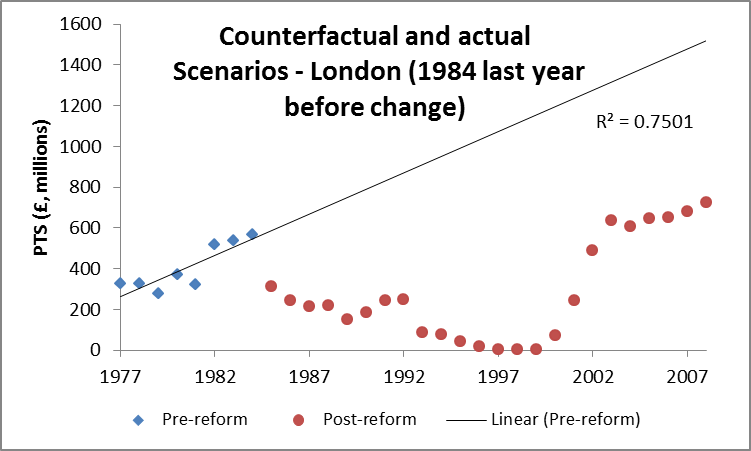 Counterfactual and actual
Scenarios - London (1984 last year
before change)
R² = 0.7501
PTS (£, millions)
1600
1400
1200
1000
800
600
400
200
0
1977 1982 1987 1992 1997 2002 2007
Pre-reform Post-reform Linear (Pre-reform)